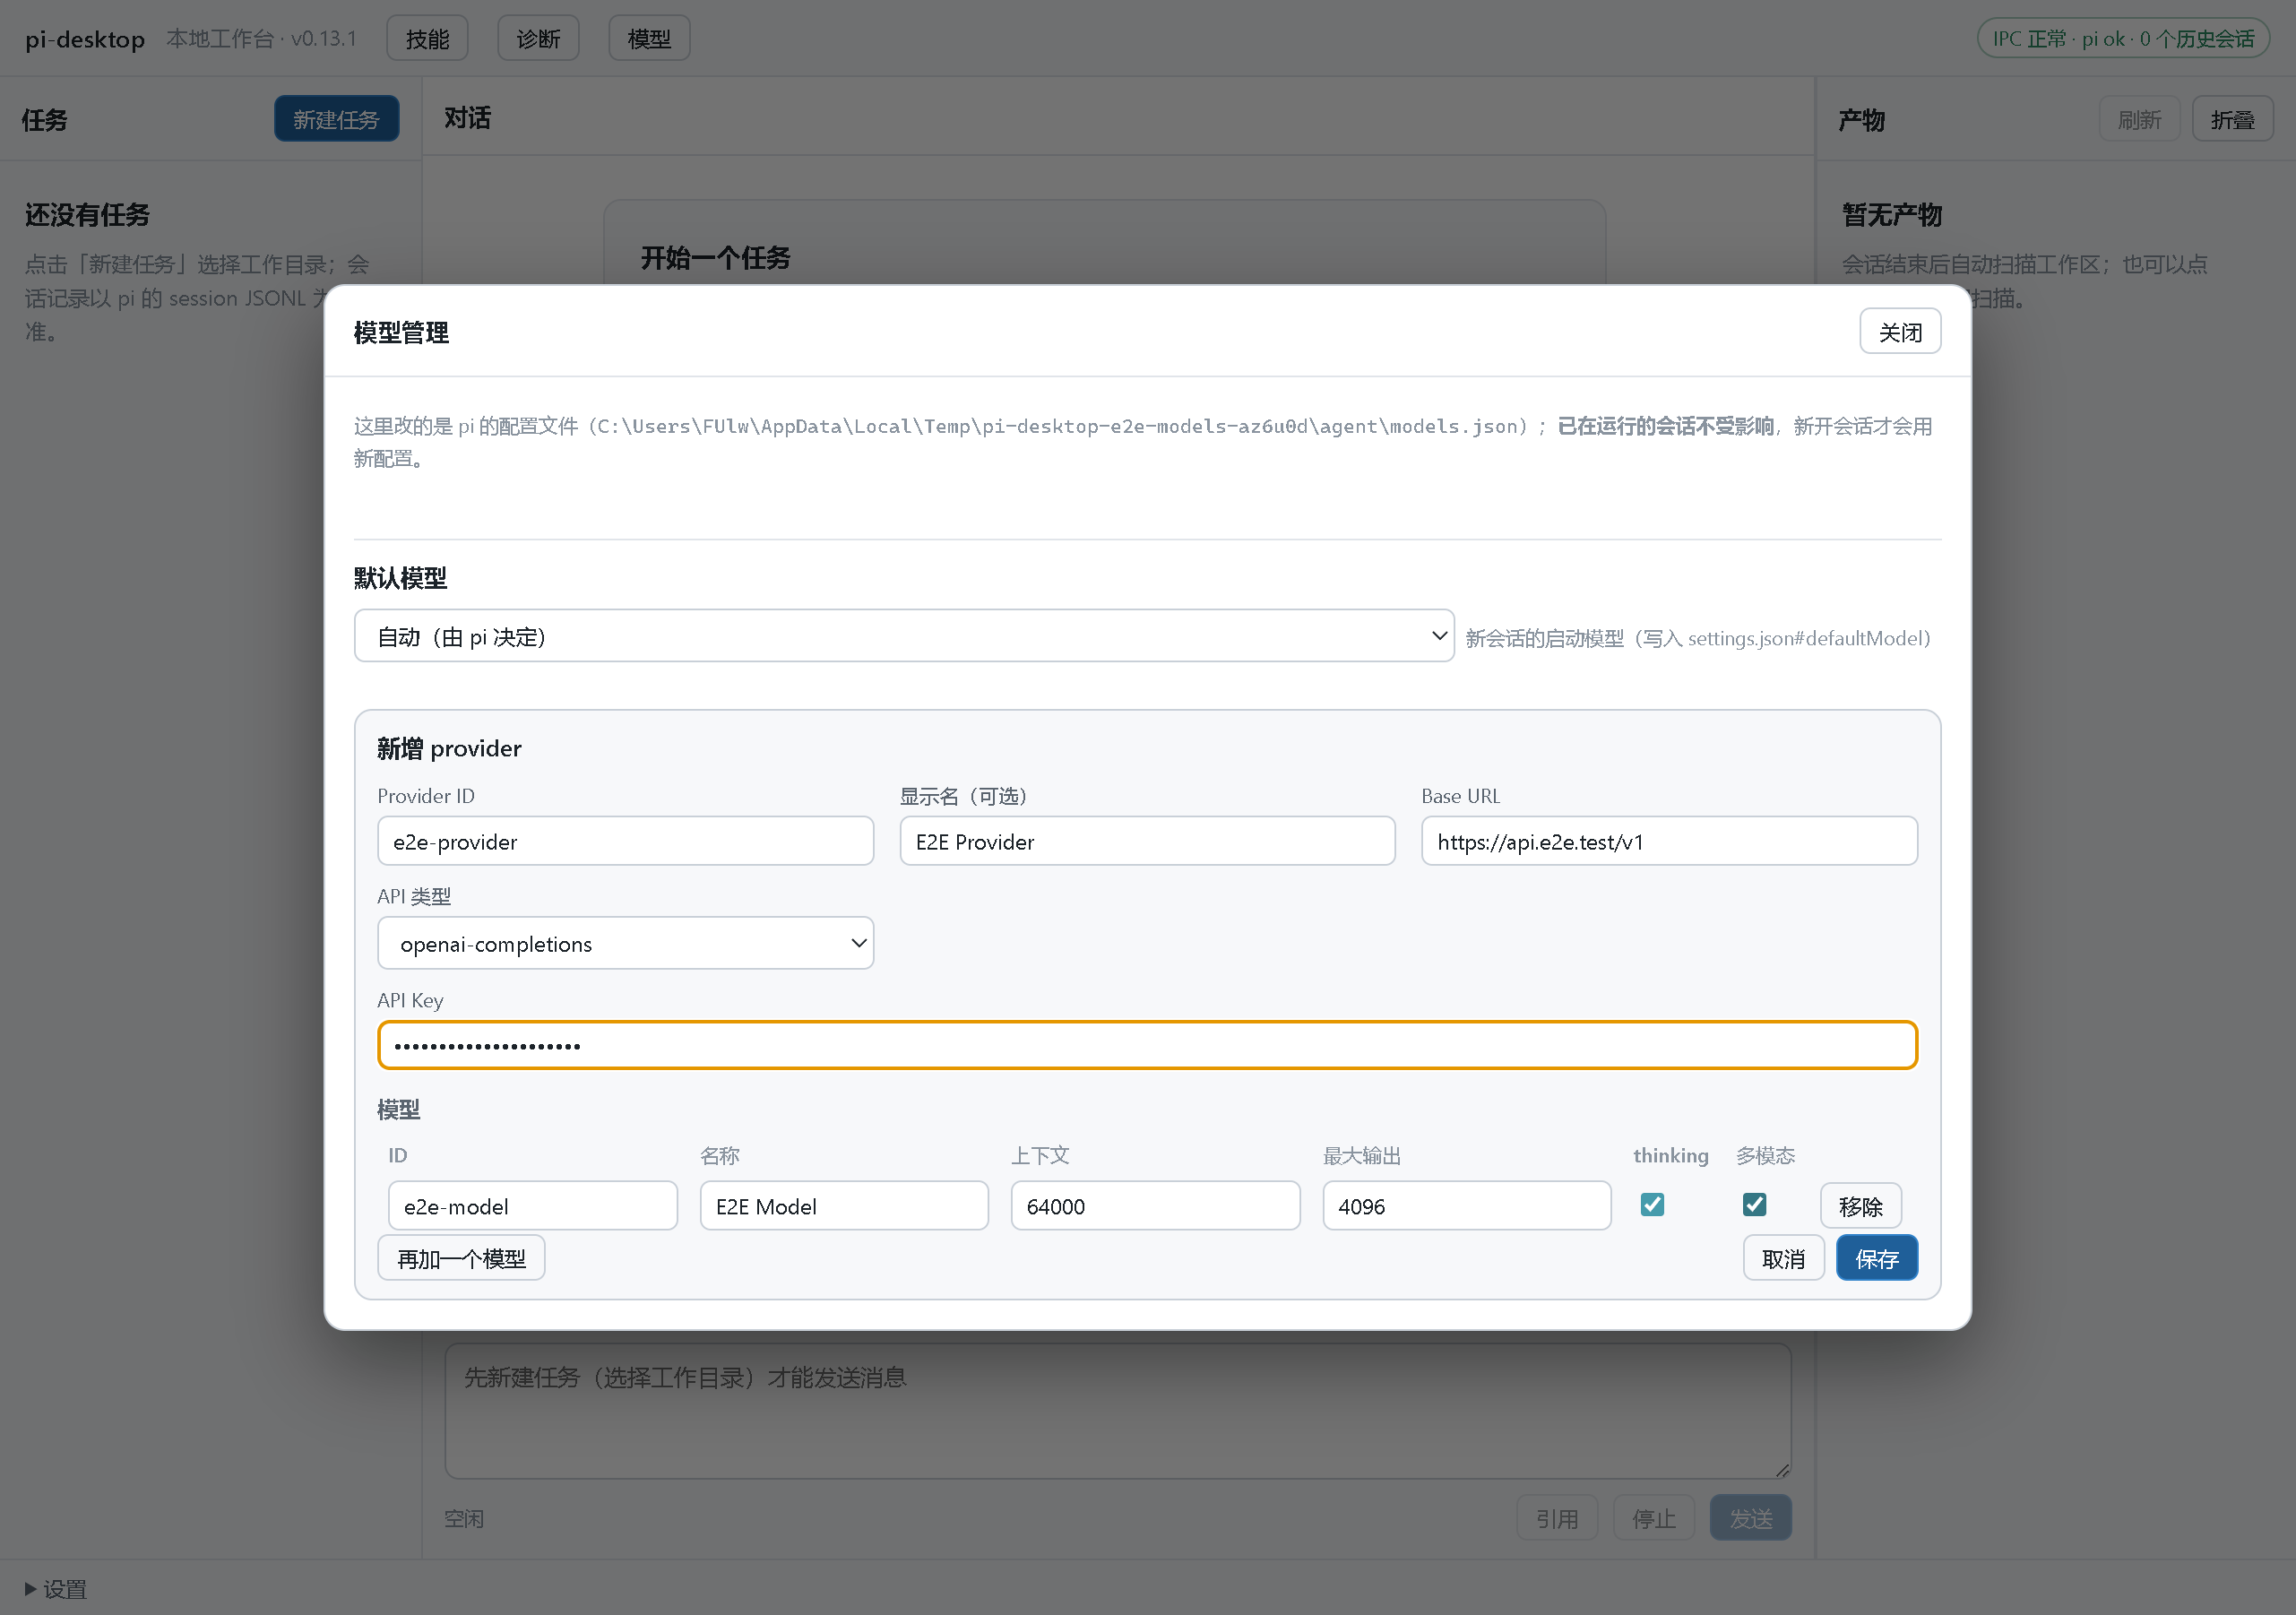 pi-desktop 本地工作台 · v0.13.1 技能 诊断 模型 IPC 正常 · pi ok · 0 个历史会话
任务 新建任务 对话 产物 刷新 折叠
还没有任务
点击「新建任务」选择工作目录；会
话记录以 pi 的 session JSONL 为
准。
开始一个任务
暂无产物
会话结束后自动扫描工作区；也可以点
扫描。
模型管理 关闭
这里改的是 pi 的配置文件（C:\Users\FUlw\AppData\Local\Temp\pi-desktop-e2e-models-az6u0d\agent\models.json）；已在运行的会话不受影响，新开会话才会用
新配置。
默认模型
自动（由 pi 决定） 新会话的启动模型（写入 settings.json#defaultModel）
新增 provider
Provider ID 显示名（可选） Base URL
e2e-provider E2E Provider https://api.e2e.test/v1
API 类型
openai-completions
API Key
•••••••••••••••••••••
模型
ID 名称 上下文 最大输出 thinking 多模态
e2e-model E2E Model 64000 4096 移除
再加一个模型 取消 保存
先新建任务（选择工作目录）才能发送消息
空闲 引用 停止 发送
设置